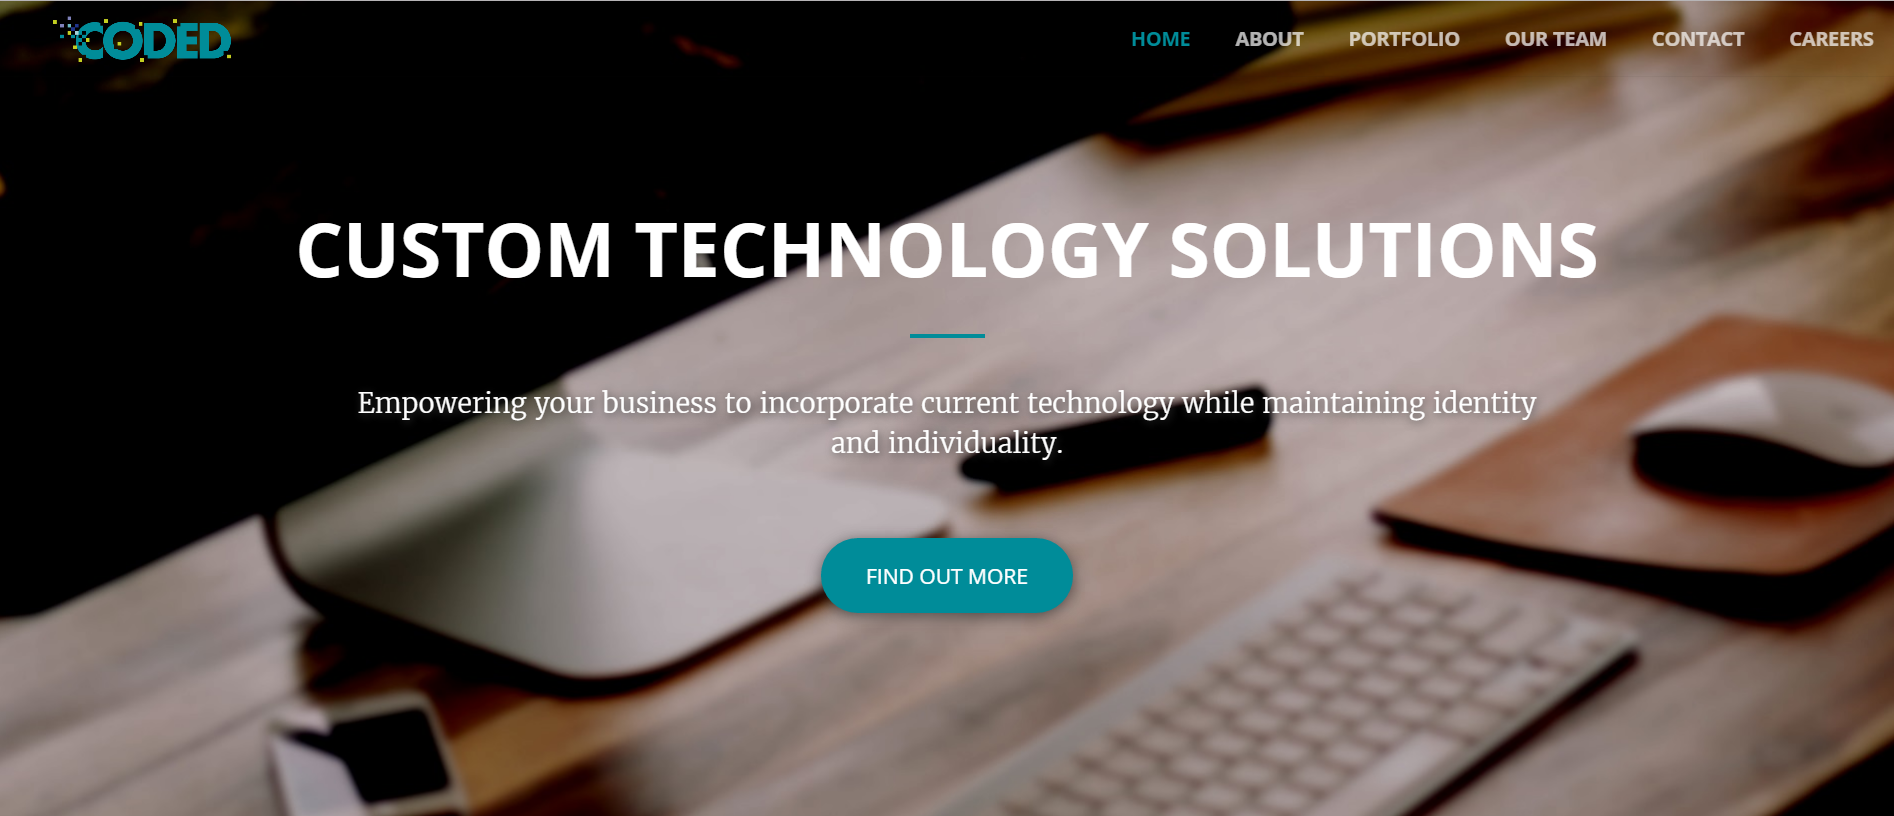 CODED
HOME ABOUT PORTFOLIO OUR TEAM CONTACT CAREERS
CUSTOM TECHNOLOGY SOLUTIONS
Empowering your business to incorporate current technology while maintaining identity
and individuality.
FIND OUT MORE